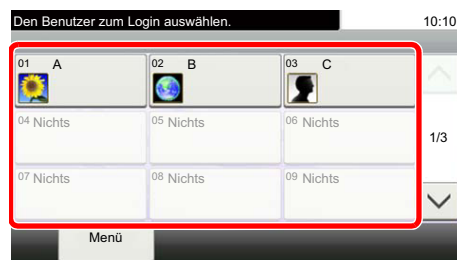 Den Benutzer zum Login auswählen. 10:10
01 A 02 B 03 C
04 Nichts 05 Nichts 06 Nichts
1/3
07 Nichts 08 Nichts 09 Nichts
Menü